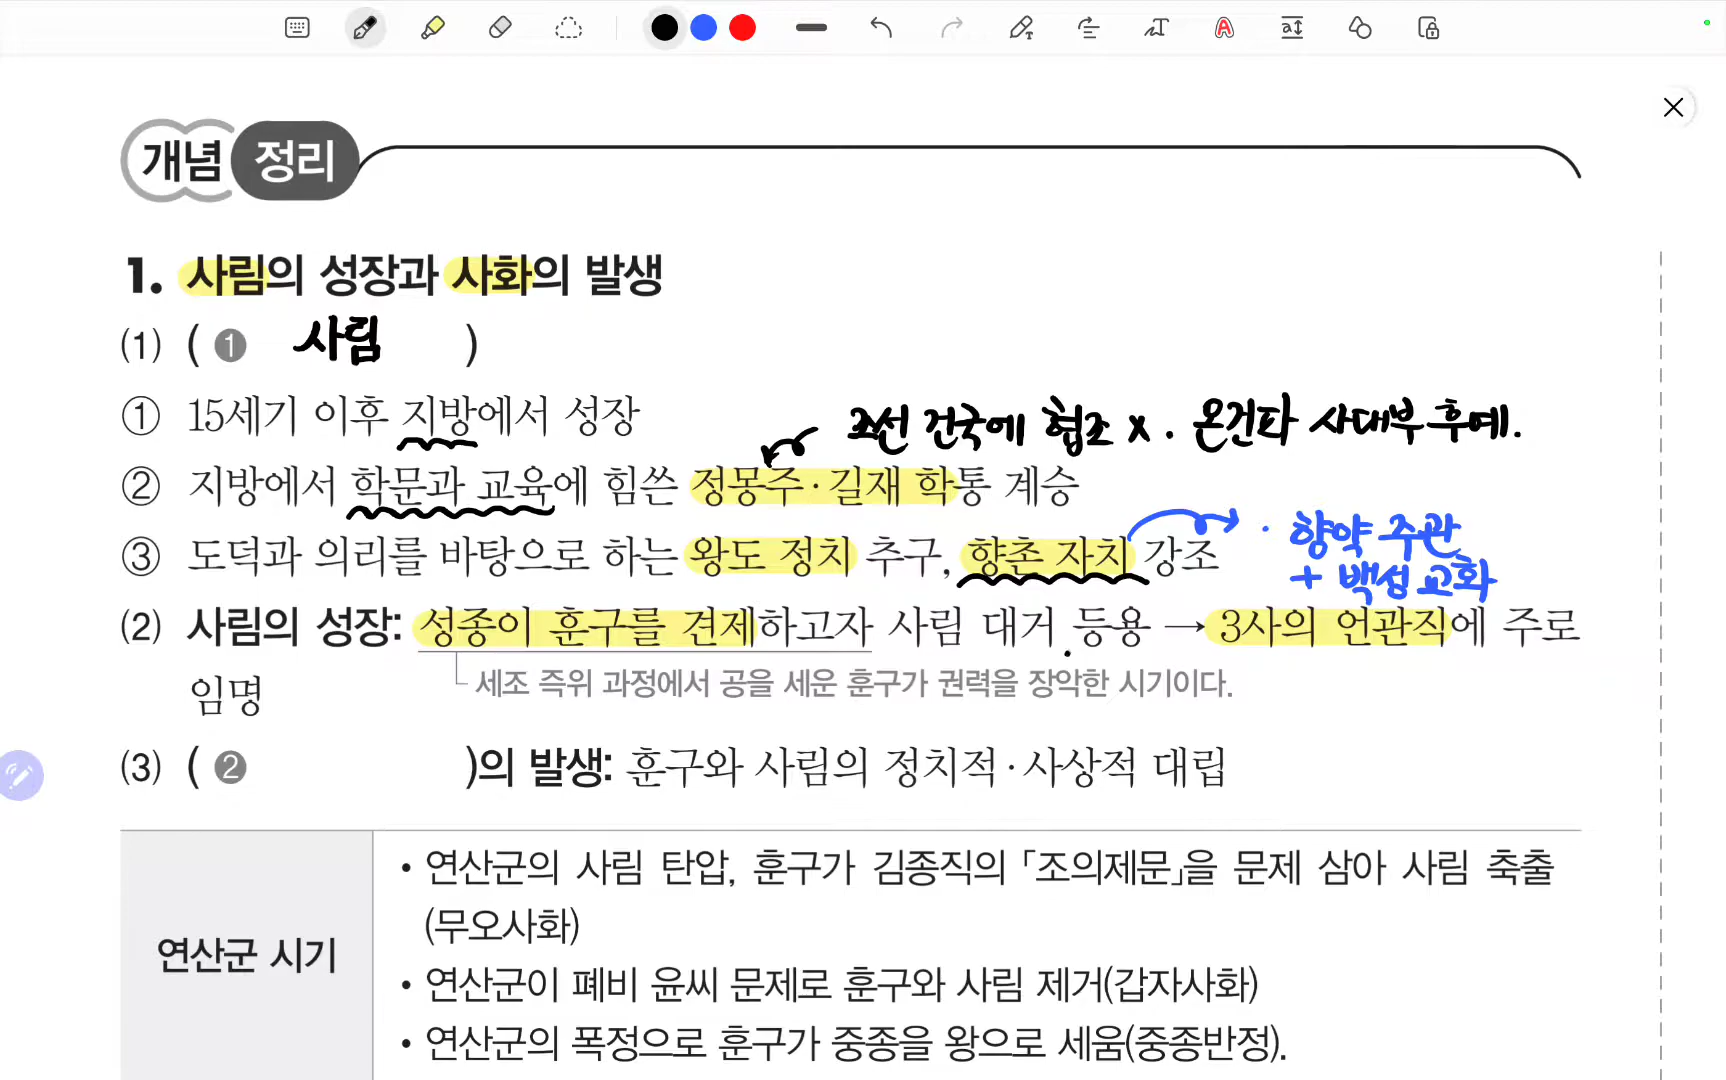 개념 정리
1. 사림의 성장과 사화의 발생
(1) ( ❶ 사림 )
① 15세기 이후 지방에서 성장
조선 건국에 협조 x. 온건파 사대부 후예.
② 지방에서 학문과 교육에 힘쓴 정몽주·길재 학통 계승
③ 도덕과 의리를 바탕으로 하는 왕도 정치 추구, 향촌 자치 강조
· 향약 주관
+ 백성 교화
(2) 사림의 성장: 성종이 훈구를 견제하고자 사림 대거 등용 → 3사의 언관직에 주로
임명
세조 즉위 과정에서 공을 세운 훈구가 권력을 장악한 시기이다.
(3) ( ❷ )의 발생: 훈구와 사림의 정치적·사상적 대립
연산군 시기
• 연산군의 사림 탄압, 훈구가 김종직의 「조의제문」을 문제 삼아 사림 축출
(무오사화)
• 연산군이 폐비 윤씨 문제로 훈구와 사림 제거(갑자사화)
• 연산군의 폭정으로 훈구가 중종을 왕으로 세움(중종반정).